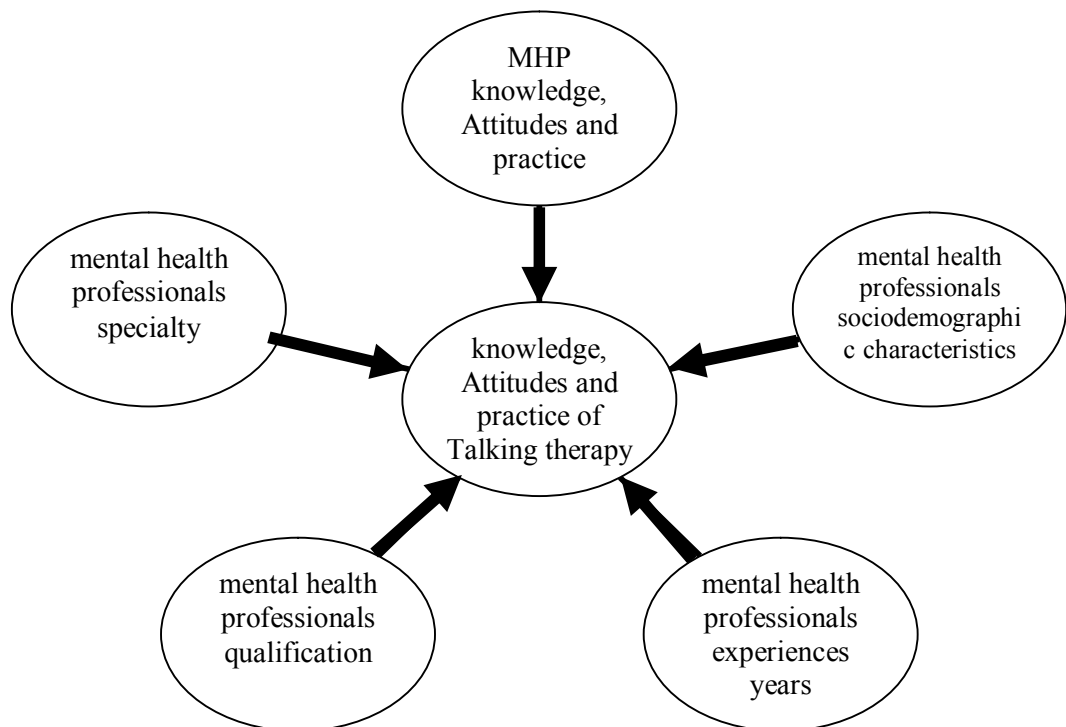 MHP
knowledge,
Attitudes and
practice
mental health
professionals
specialty
mental health
professionals
sociodemographi
c characteristics
knowledge,
Attitudes and
practice of
Talking therapy
mental health
professionals
qualification
mental health
professionals
experiences
years